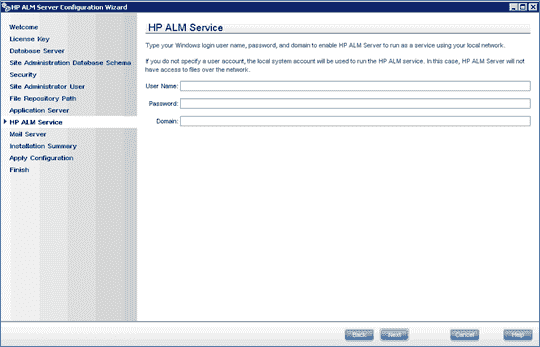 HP ALM Server Configuration Wizard
Welcome
License Key
Database Server
Site Administration Database Schema
Security
Site Administrator User
File Repository Path
Application Server
HP ALM Service
Mail Server
Installation Summary
Apply Configuration
Finish
HP ALM Service
Type your Windows login user name, password, and domain to enable HP ALM Server to run as a service using your local network.
If you do not specify a user account, the local system account will be used to run the HP ALM service. In this case, HP ALM Server will not
have access to files over the network.
User Name:
Password:
Domain:
Back
Next
Cancel
Help